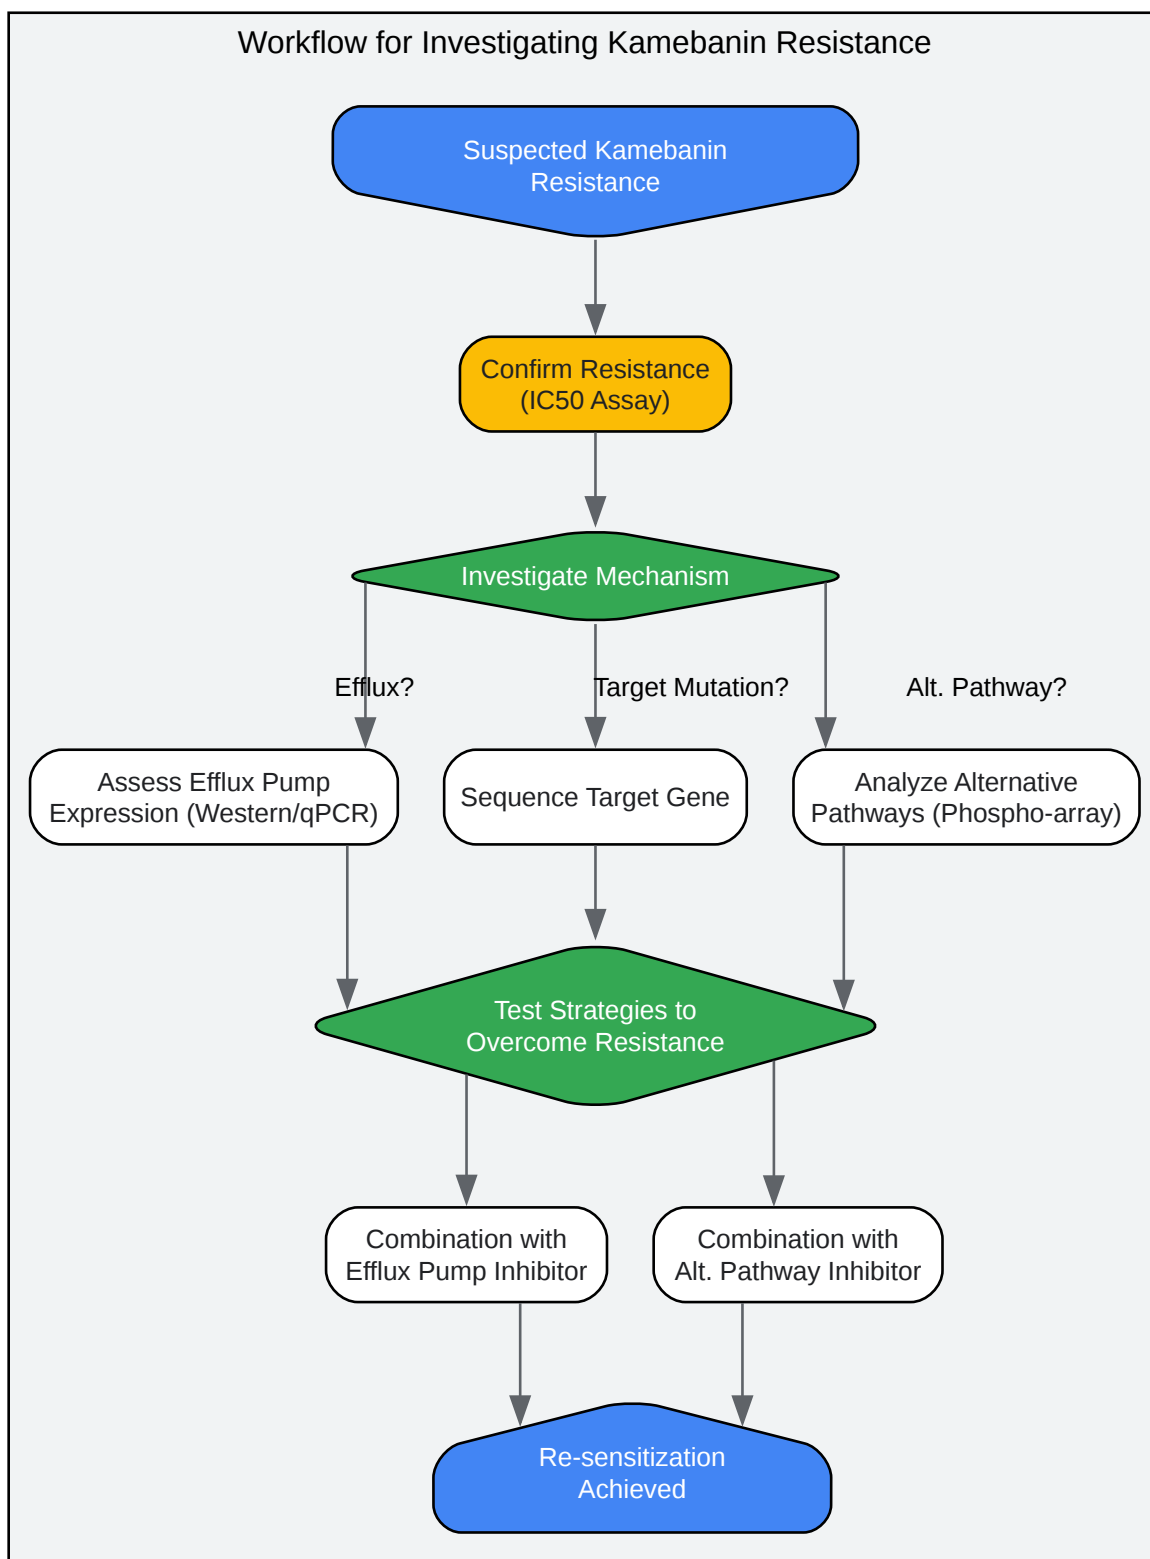 Workflow for Investigating Kamebanin Resistance
Suspected Kamebanin
Resistance
Confirm Resistance
(IC50 Assay)
Investigate Mechanism
Efflux?
Target Mutation?
Alt. Pathway?
Assess Efflux Pump
Expression (Western/qPCR)
Sequence Target Gene
Analyze Alternative
Pathways (Phospho-array)
Test Strategies to
Overcome Resistance
Combination with
Efflux Pump Inhibitor
Combination with
Alt. Pathway Inhibitor
Re-sensitization
Achieved